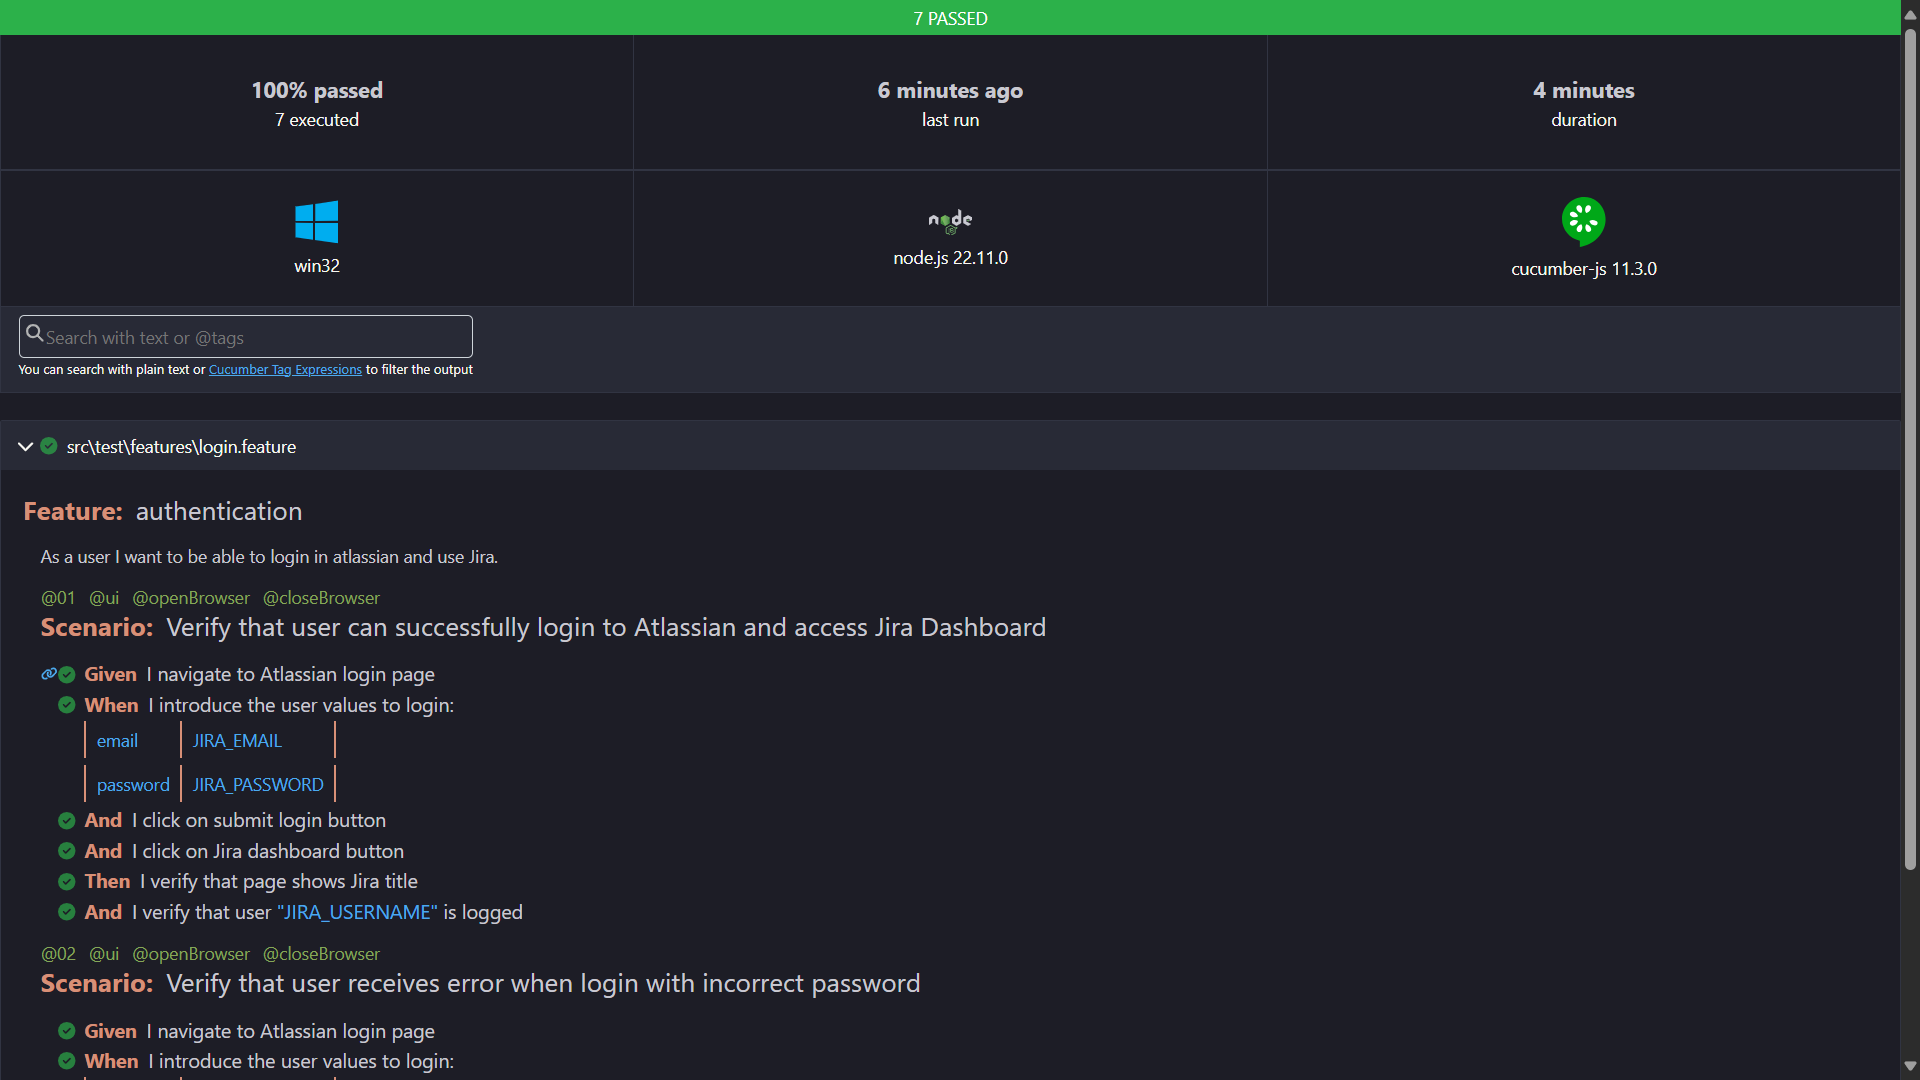 7 PASSED
100% passed
7 executed
6 minutes ago
last run
4 minutes
duration
win32
node
node.js 22.11.0
cucumber-js 11.3.0
Search with text or @tags
You can search with plain text or Cucumber Tag Expressions to filter the output
src\test\features\login.feature
Feature: authentication
As a user I want to be able to login in atlassian and use Jira.
@01 @ui @openBrowser @closeBrowser
Scenario: Verify that user can successfully login to Atlassian and access Jira Dashboard
Given I navigate to Atlassian login page
When I introduce the user values to login:
email JIRA_EMAIL
password JIRA_PASSWORD
And I click on submit login button
And I click on Jira dashboard button
Then I verify that page shows Jira title
And I verify that user "JIRA_USERNAME" is logged
@02 @ui @openBrowser @closeBrowser
Scenario: Verify that user receives error when login with incorrect password
Given I navigate to Atlassian login page
When I introduce the user values to login: